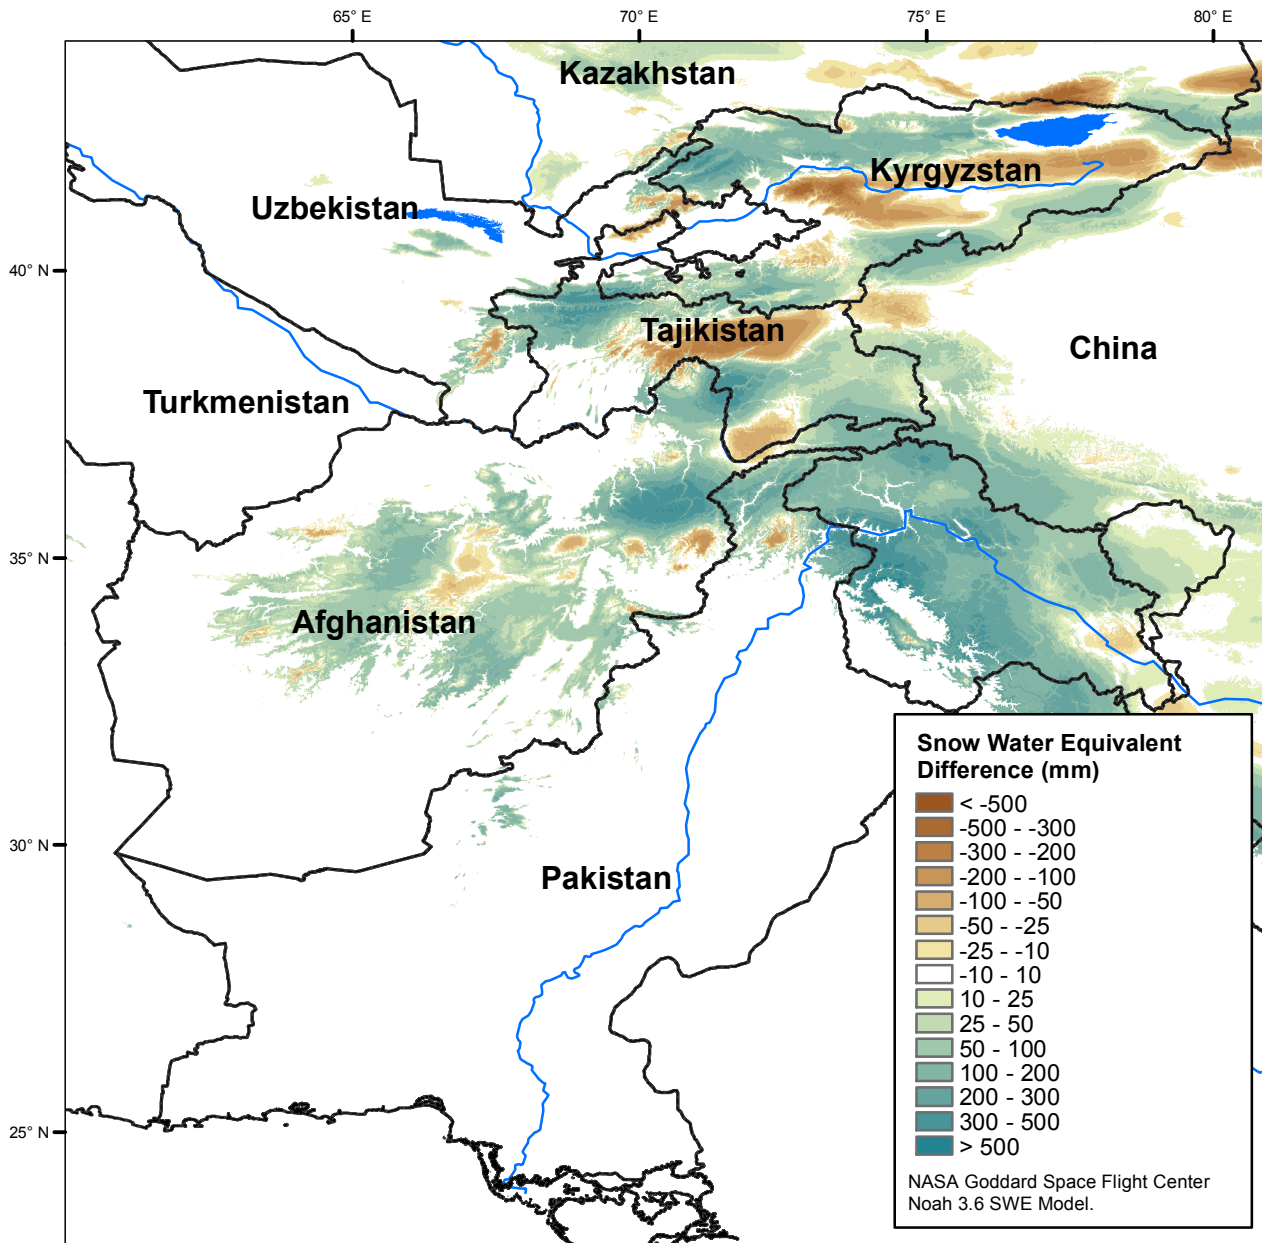 65° E
70° E
75° E
80° E
Kazakhstan
Kyrgyzstan
Uzbekistan
40° N
Tajikistan
China
Turkmenistan
35° N
Afghanistan
30° N
Pakistan
25° N
Snow Water Equivalent
Difference (mm)
< -500
-500 - -300
-300 - -200
-200 - -100
-100 - -50
-50 - -25
-25 - -10
-10 - 10
10 - 25
25 - 50
50 - 100
100 - 200
200 - 300
300 - 500
> 500
NASA Goddard Space Flight Center
Noah 3.6 SWE Model.